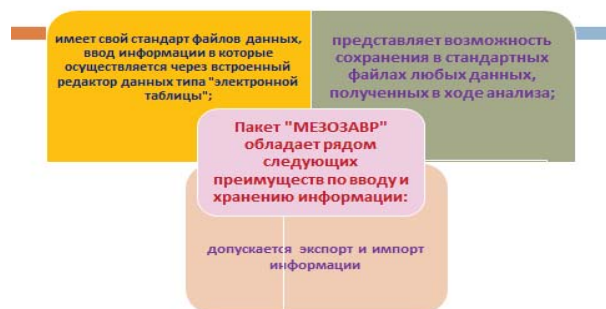 имеет свой стандарт файлов данных,
ввод информации в которые
осуществляется через встроенный
редактор данных типа "электронной
таблицы";
представляет возможность
сохранения в стандартных
файлах любых данных,
полученных в ходе анализа;
Пакет "МЕЗОЗАВР"
обладает рядом
следующих
преимуществ по вводу и
хранению информации:
допускается экспорт и импорт
информации